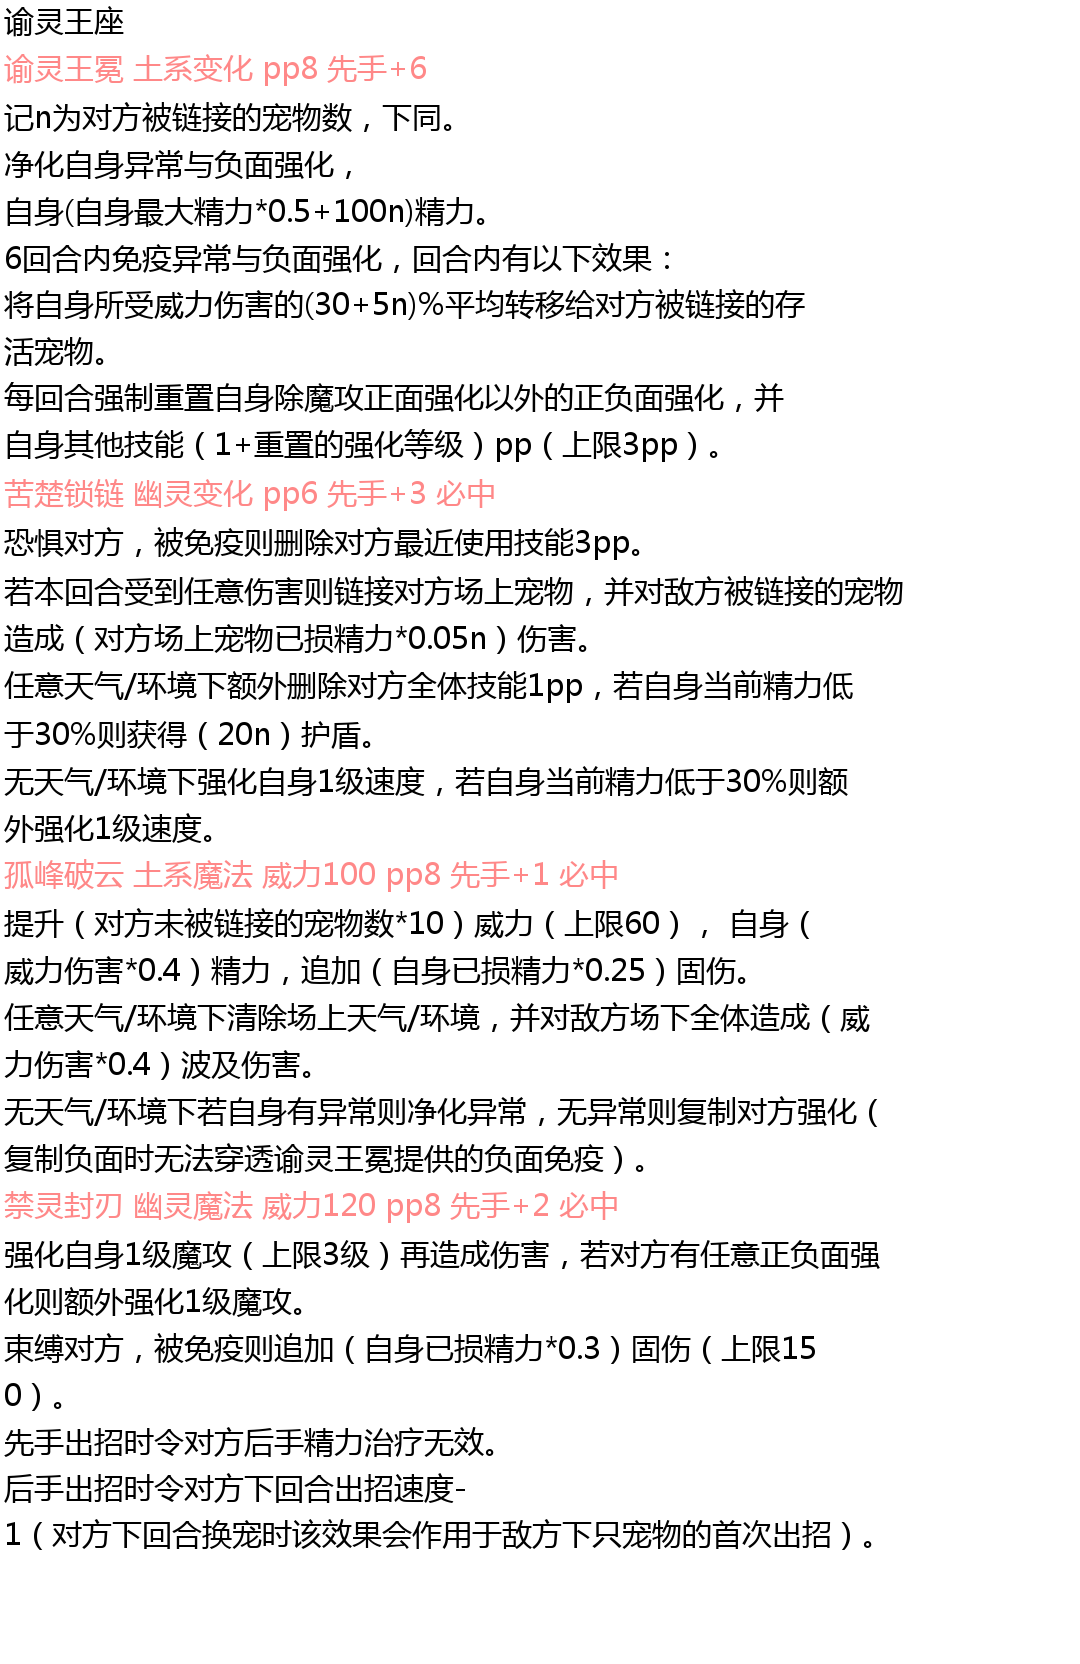 谕灵王座
谕灵王冕 土系变化 pp8 先手+6
记n为对方被链接的宠物数，下同。
净化自身异常与负面强化，
自身(自身最大精力*0.5+100n)精力。
6回合内免疫异常与负面强化，回合内有以下效果：
将自身所受威力伤害的(30+5n)%平均转移给对方被链接的存
活宠物。
每回合强制重置自身除魔攻正面强化以外的正负面强化，并
自身其他技能（1+重置的强化等级）pp（上限3pp）。
苦楚锁链 幽灵变化 pp6 先手+3 必中
恐惧对方，被免疫则删除对方最近使用技能3pp。
若本回合受到任意伤害则链接对方场上宠物，并对敌方被链接的宠物
造成（对方场上宠物已损精力*0.05n）伤害。
任意天气/环境下额外删除对方全体技能1pp，若自身当前精力低
于30%则获得（20n）护盾。
无天气/环境下强化自身1级速度，若自身当前精力低于30%则额
外强化1级速度。
孤峰破云 土系魔法 威力100 pp8 先手+1 必中
提升（对方未被链接的宠物数*10）威力（上限60）， 自身（
威力伤害*0.4）精力，追加（自身已损精力*0.25）固伤。
任意天气/环境下清除场上天气/环境，并对敌方场下全体造成（威
力伤害*0.4）波及伤害。
无天气/环境下若自身有异常则净化异常，无异常则复制对方强化（
复制负面时无法穿透谕灵王冕提供的负面免疫）。
禁灵封刃 幽灵魔法 威力120 pp8 先手+2 必中
强化自身1级魔攻（上限3级）再造成伤害，若对方有任意正负面强
化则额外强化1级魔攻。
束缚对方，被免疫则追加（自身已损精力*0.3）固伤（上限15
0）。
先手出招时令对方后手精力治疗无效。
后手出招时令对方下回合出招速度-
1（对方下回合换宠时该效果会作用于敌方下只宠物的首次出招）。